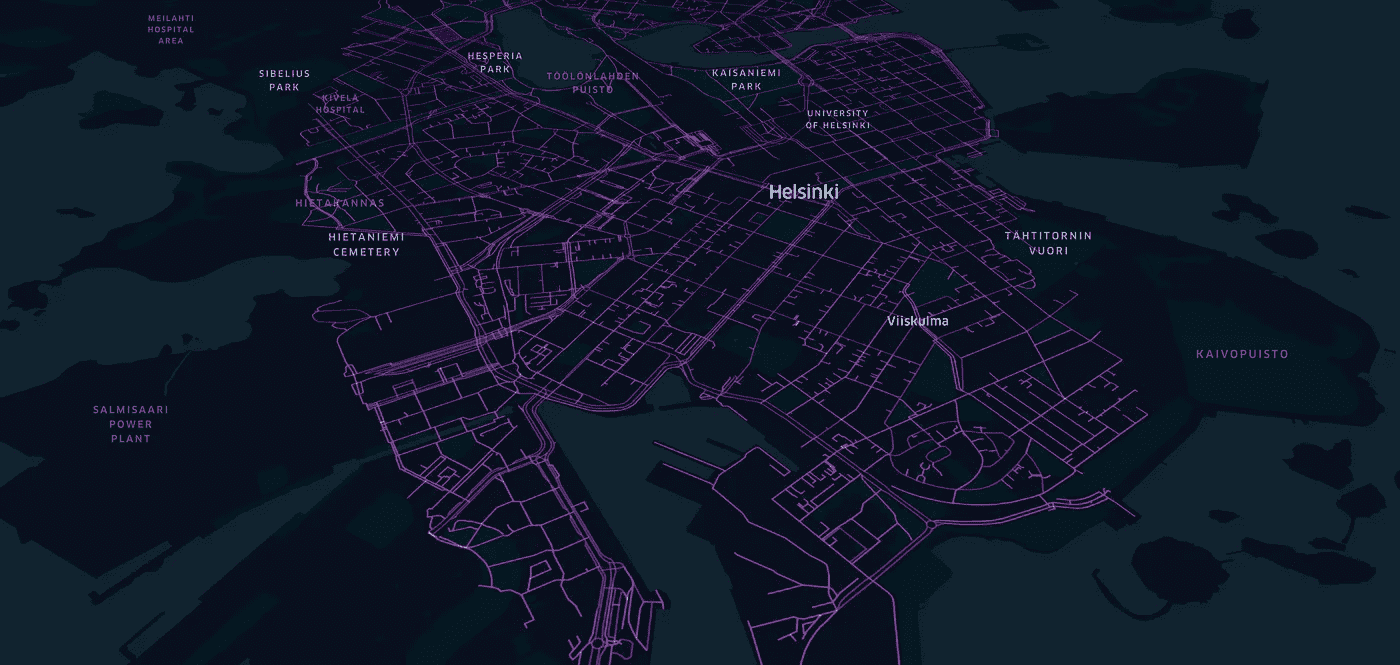 MEILAHTI
HOSPITAL
AREA
SIBELIUS
PARK
KIVELÄ
HOSPITAL
HESPERIA
PARK
TÖÖLÖNLAHDEN
PUISTO
KAISANIEMI
PARK
UNIVERSITY
OF HELSINKI
Helsinki
HIETARANNAS
HIETANIEMI
CEMETERY
TÄHTITORNIN
VUORI
Viiskulma
KAIVOPUISTO
SALMISAARI
POWER
PLANT